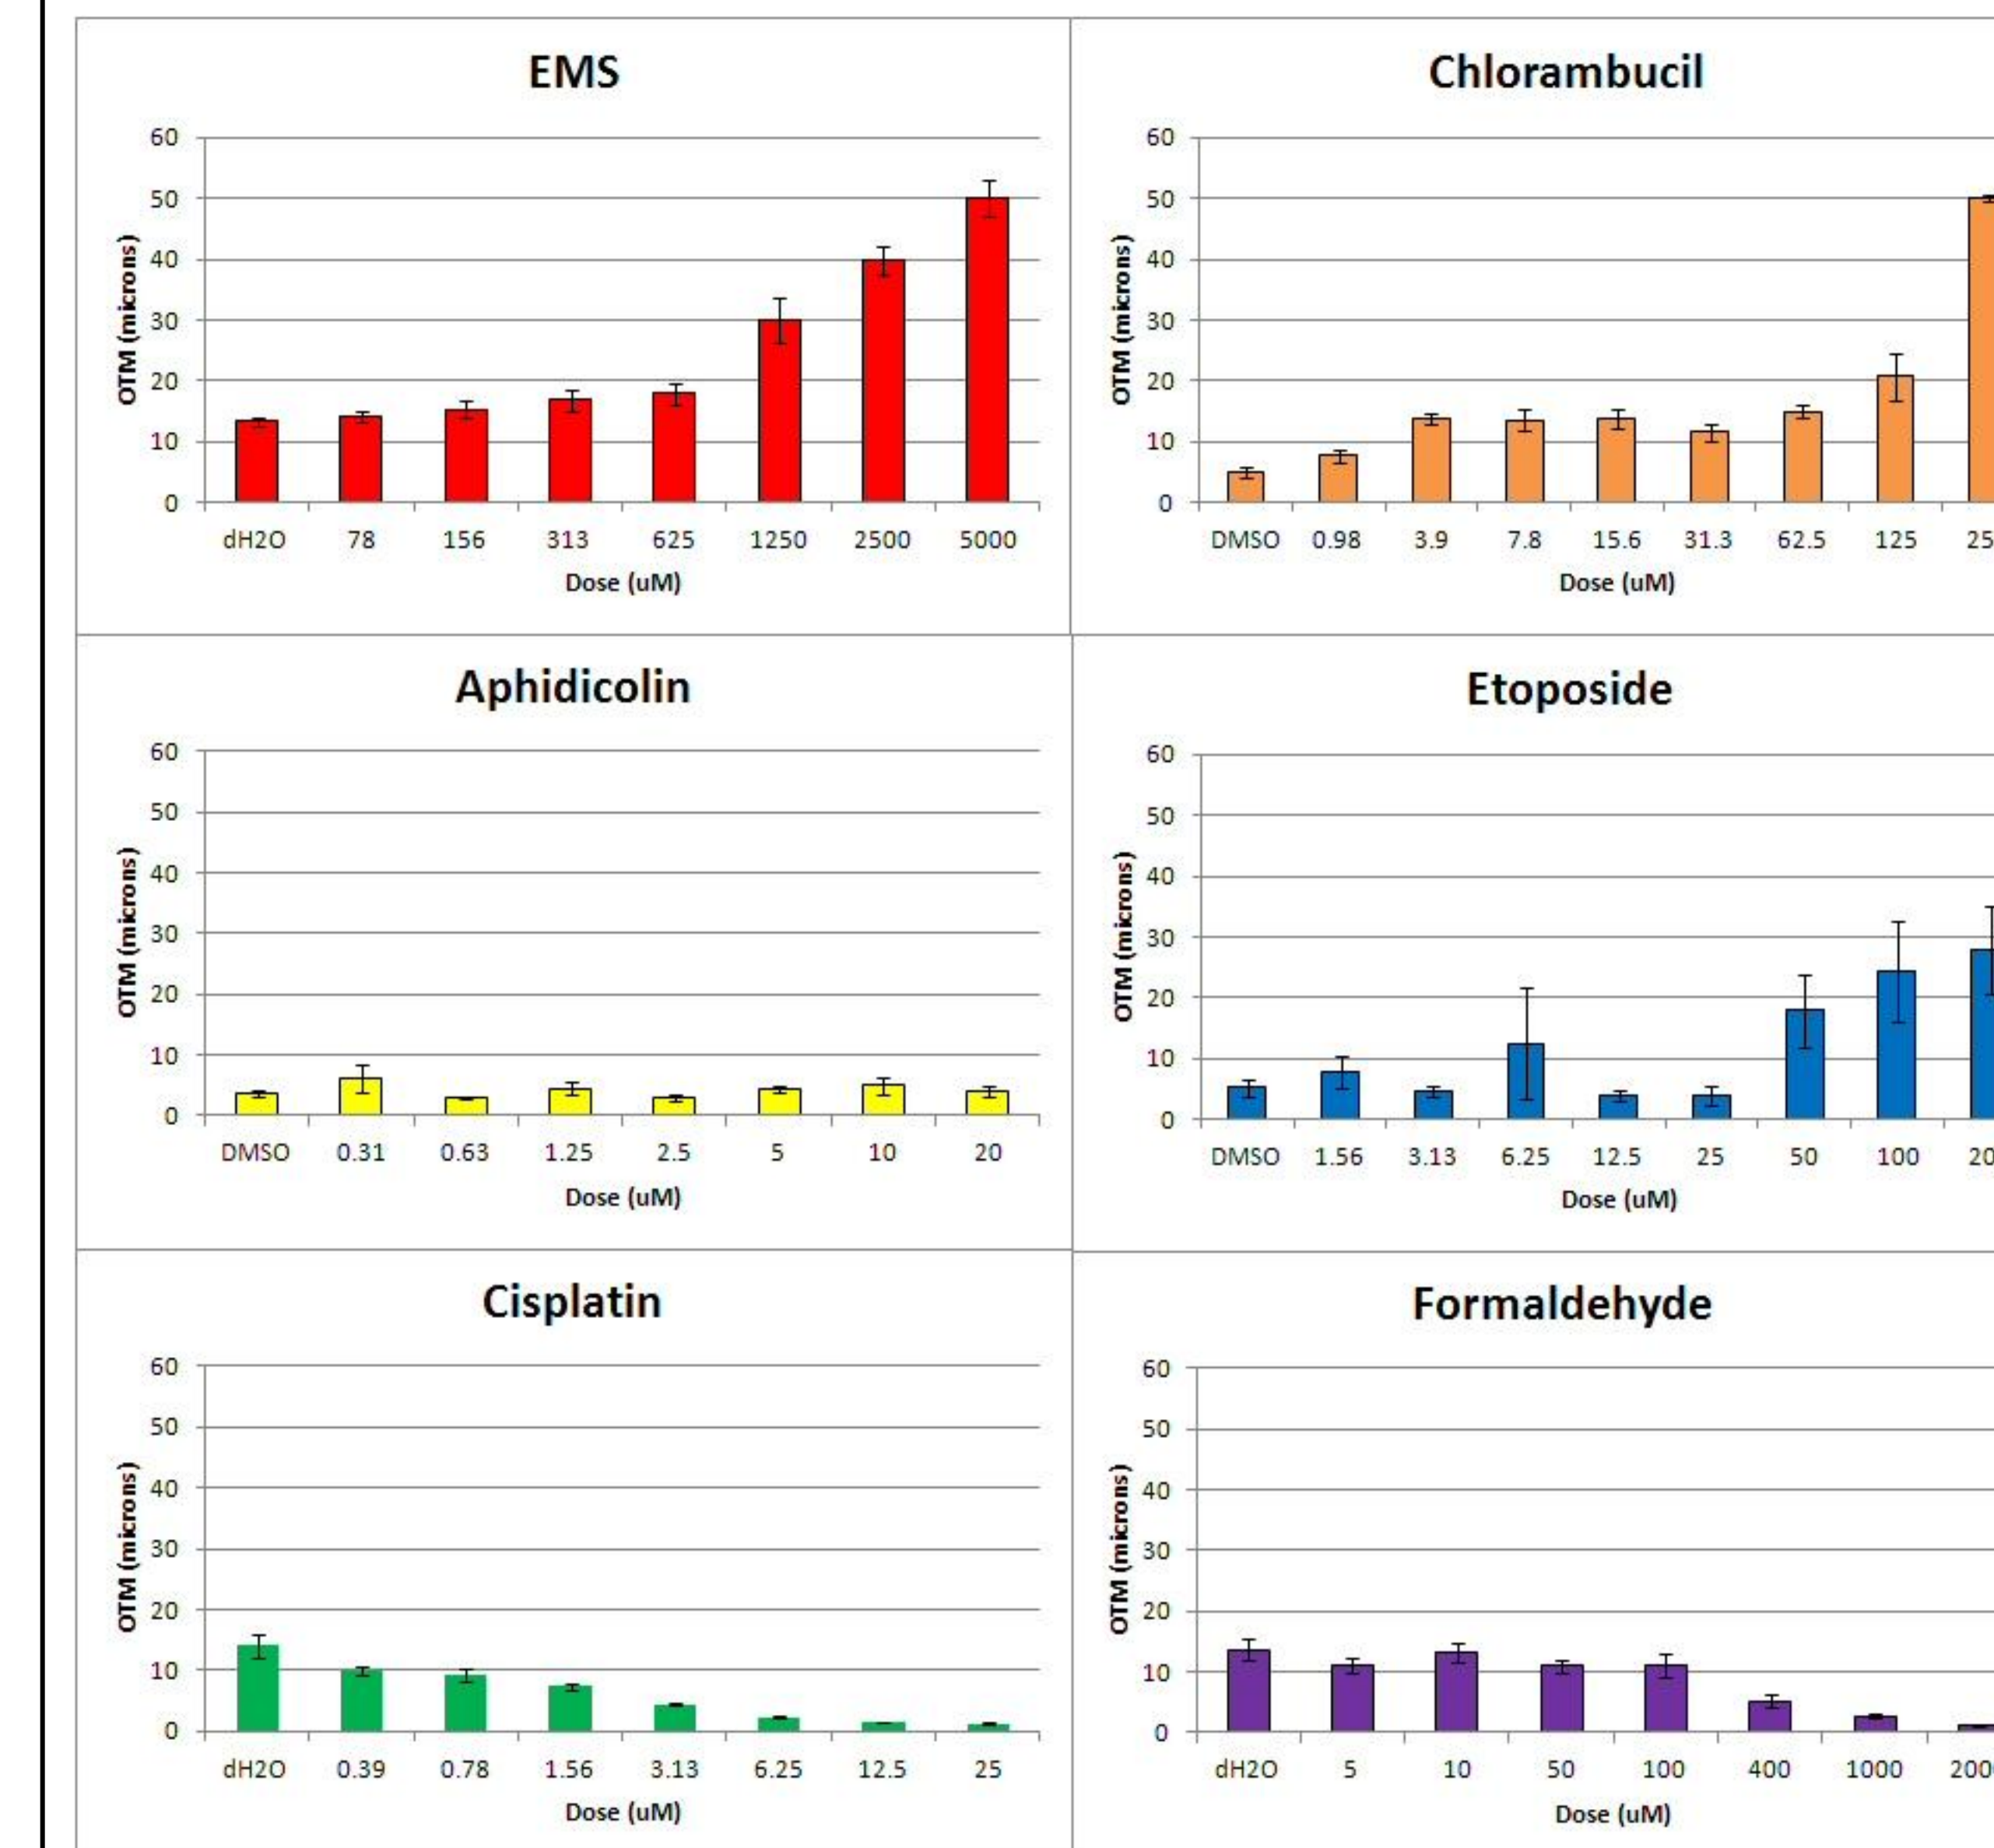 EMS
60
50
40
30
20
10
0
OTM (microns)
dH2O 78 156 313 625 1250 2500 5000
Dose (uM)
Chlorambucil
60
50
40
30
20
10
0
OTM (microns)
DMSO 0.98 3.9 7.8 15.6 31.3 62.5 125 25
Dose (uM)
Aphidicolin
60
50
40
30
20
10
0
OTM (microns)
DMSO 0.31 0.63 1.25 2.5 5 10 20
Dose (uM)
Etoposide
60
50
40
30
20
10
0
OTM (microns)
DMSO 1.56 3.13 6.25 12.5 25 50 100 20
Dose (uM)
Cisplatin
60
50
40
30
20
10
0
OTM (microns)
dH2O 0.39 0.78 1.56 3.13 6.25 12.5 25
Dose (uM)
Formaldehyde
60
50
40
30
20
10
0
OTM (microns)
dH2O 5 10 50 100 400 1000 200
Dose (uM)